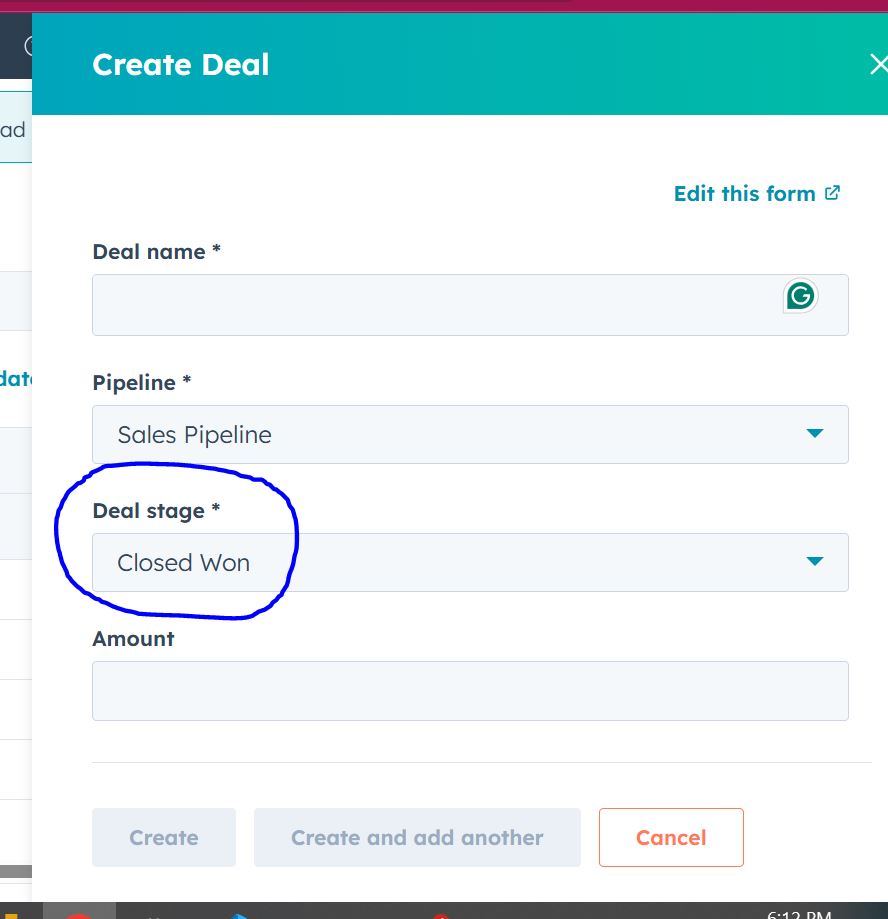 Create Deal
ad
Edit this form
Deal name *
G
date
Pipeline *
Sales Pipeline
Deal stage *
Closed Won
Amount
Create
Create and add another
Cancel
6:12 PM